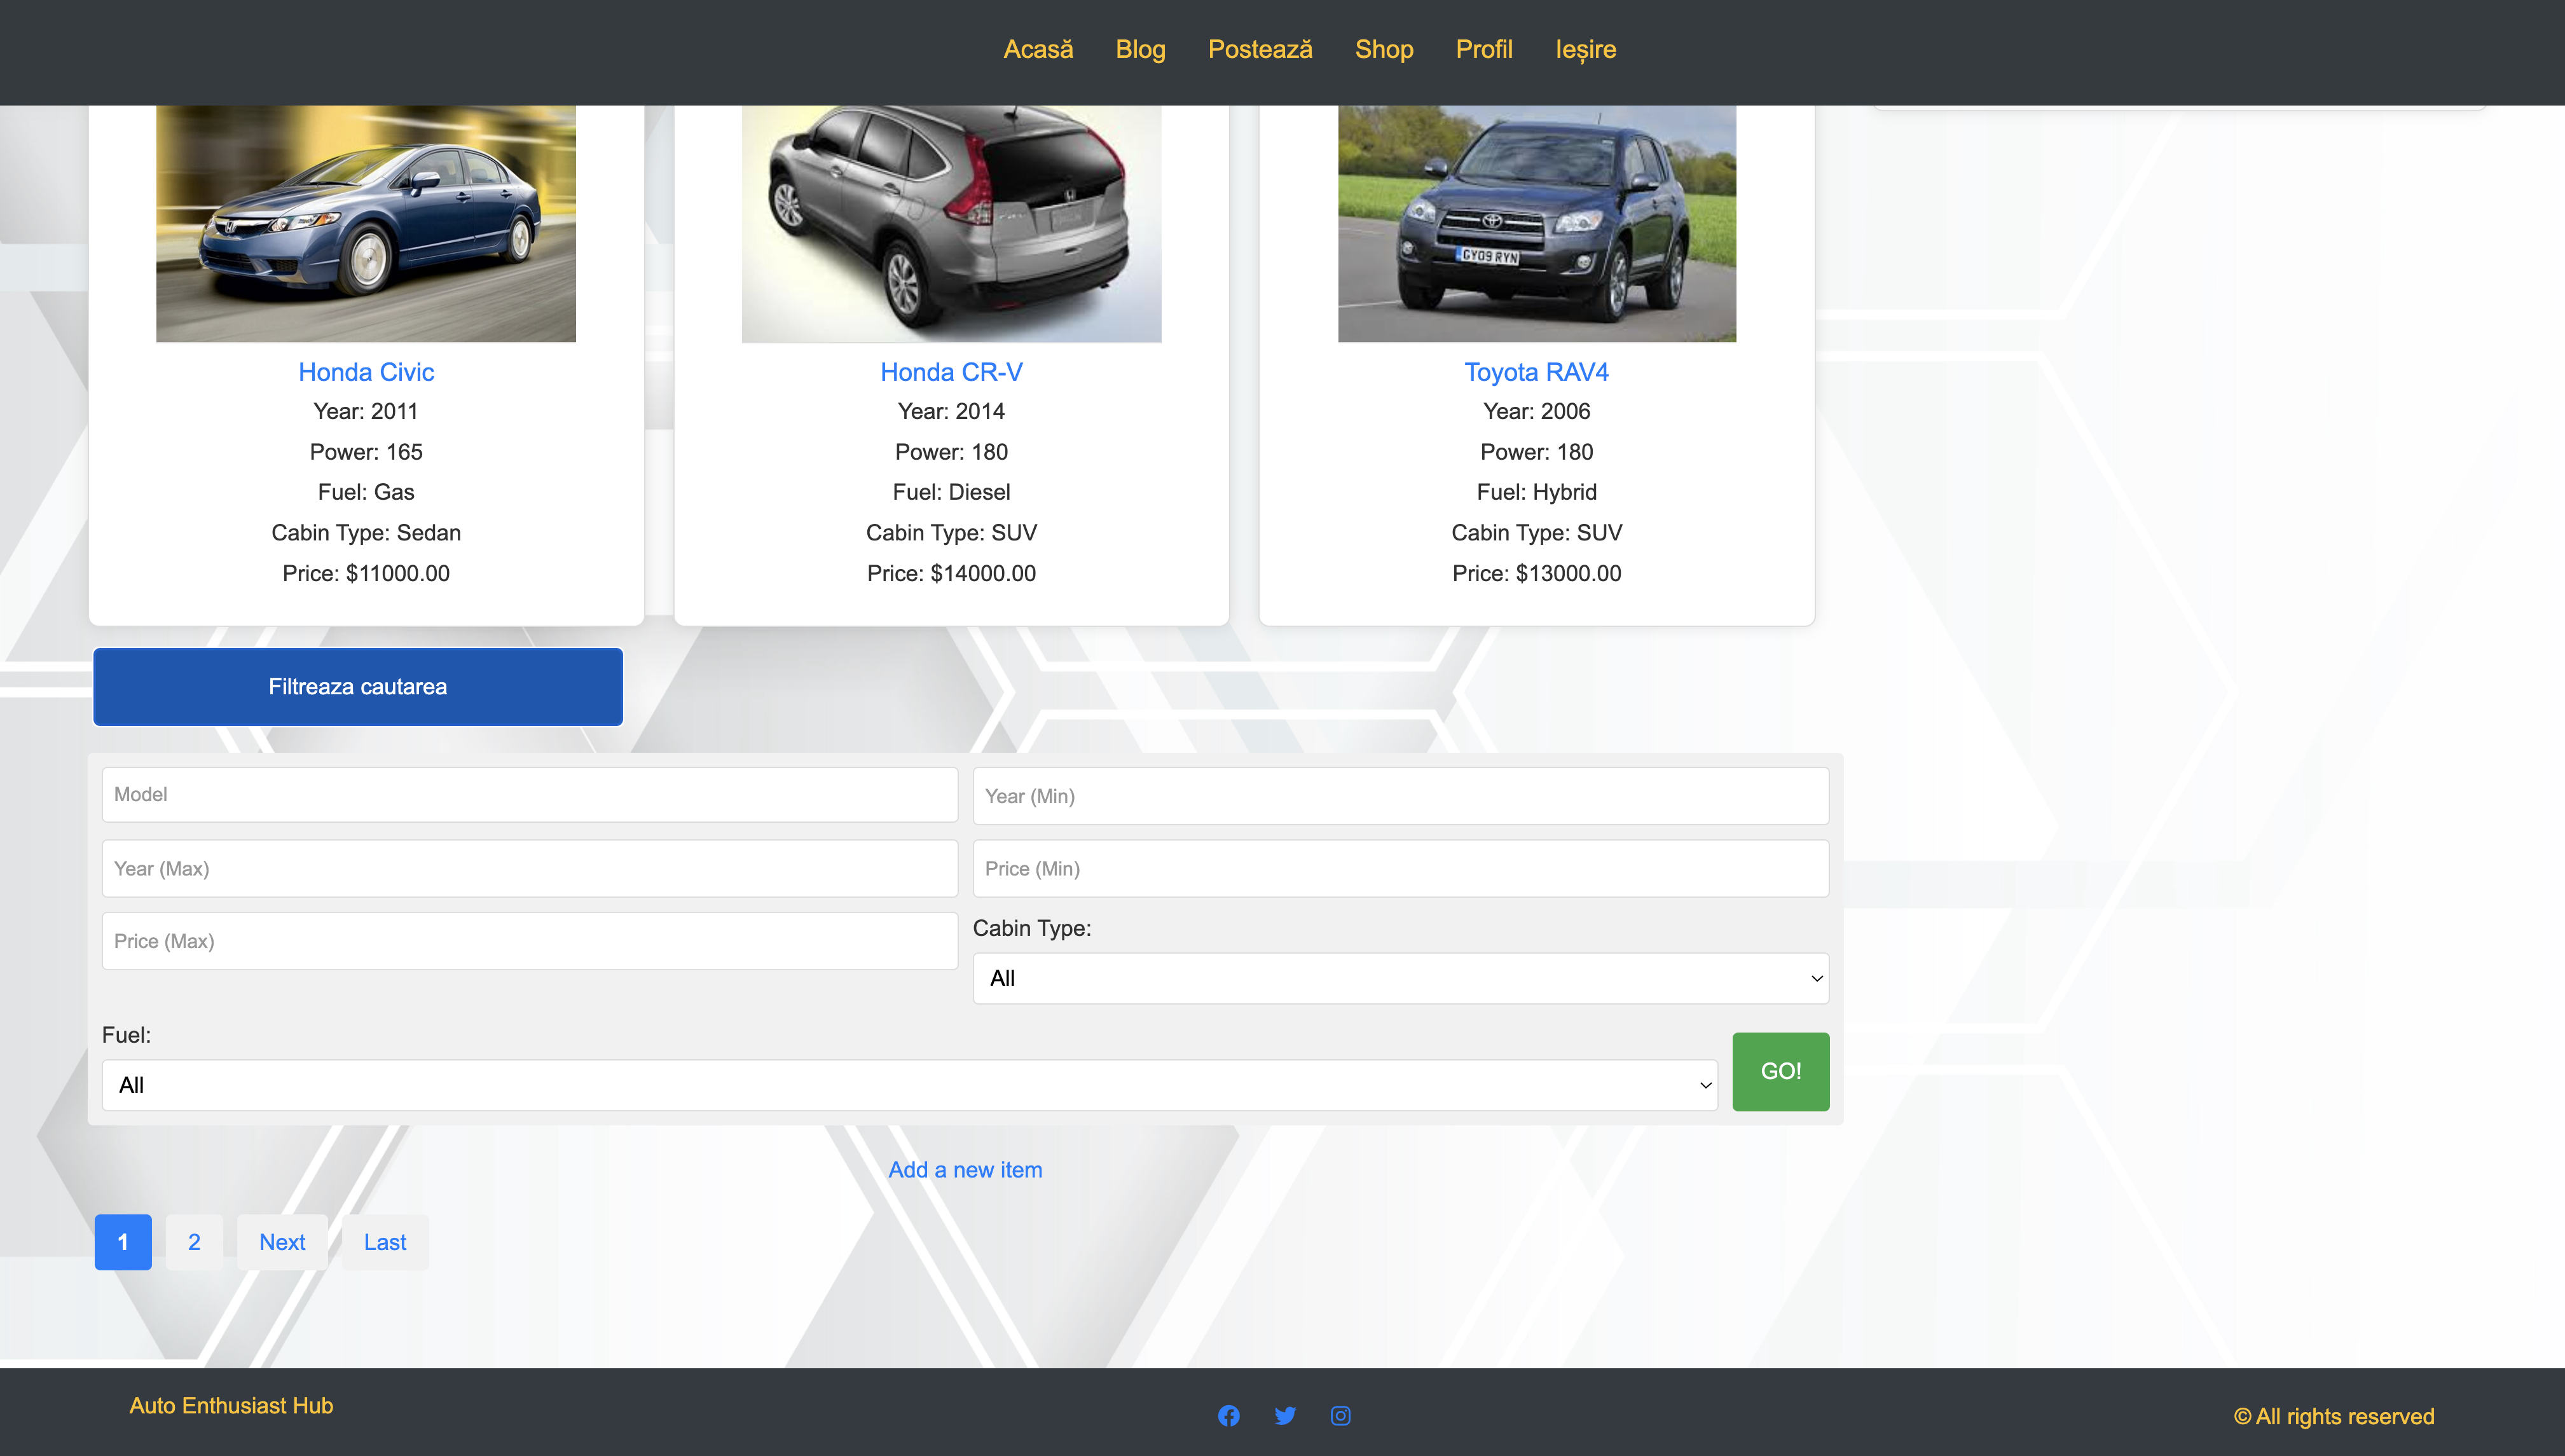 Acasă Blog Postează Shop Profil Ieșire
GY09 RYN
Honda Civic
Year: 2011
Power: 165
Fuel: Gas
Cabin Type: Sedan
Price: $11000.00
Honda CR-V
Year: 2014
Power: 180
Fuel: Diesel
Cabin Type: SUV
Price: $14000.00
Toyota RAV4
Year: 2006
Power: 180
Fuel: Hybrid
Cabin Type: SUV
Price: $13000.00
Filtreaza cautarea
Model
Year (Min)
Year (Max)
Price (Min)
Price (Max)
Cabin Type:
All
Fuel:
All
GO!
Add a new item
1 2 Next Last
Auto Enthusiast Hub
© All rights reserved